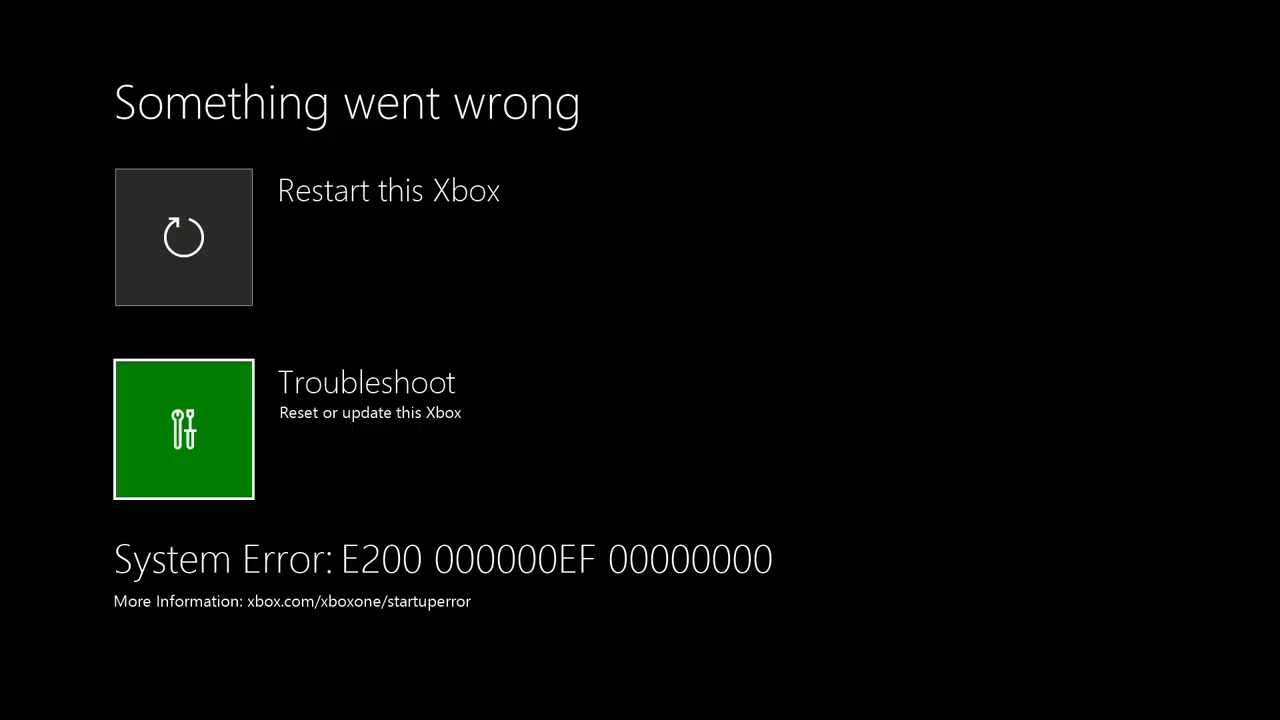 Something went wrong
Restart this Xbox
Troubleshoot
Reset or update this Xbox
System Error: E200 000000EF 00000000
More Information: xbox.com/xboxone/startuperror